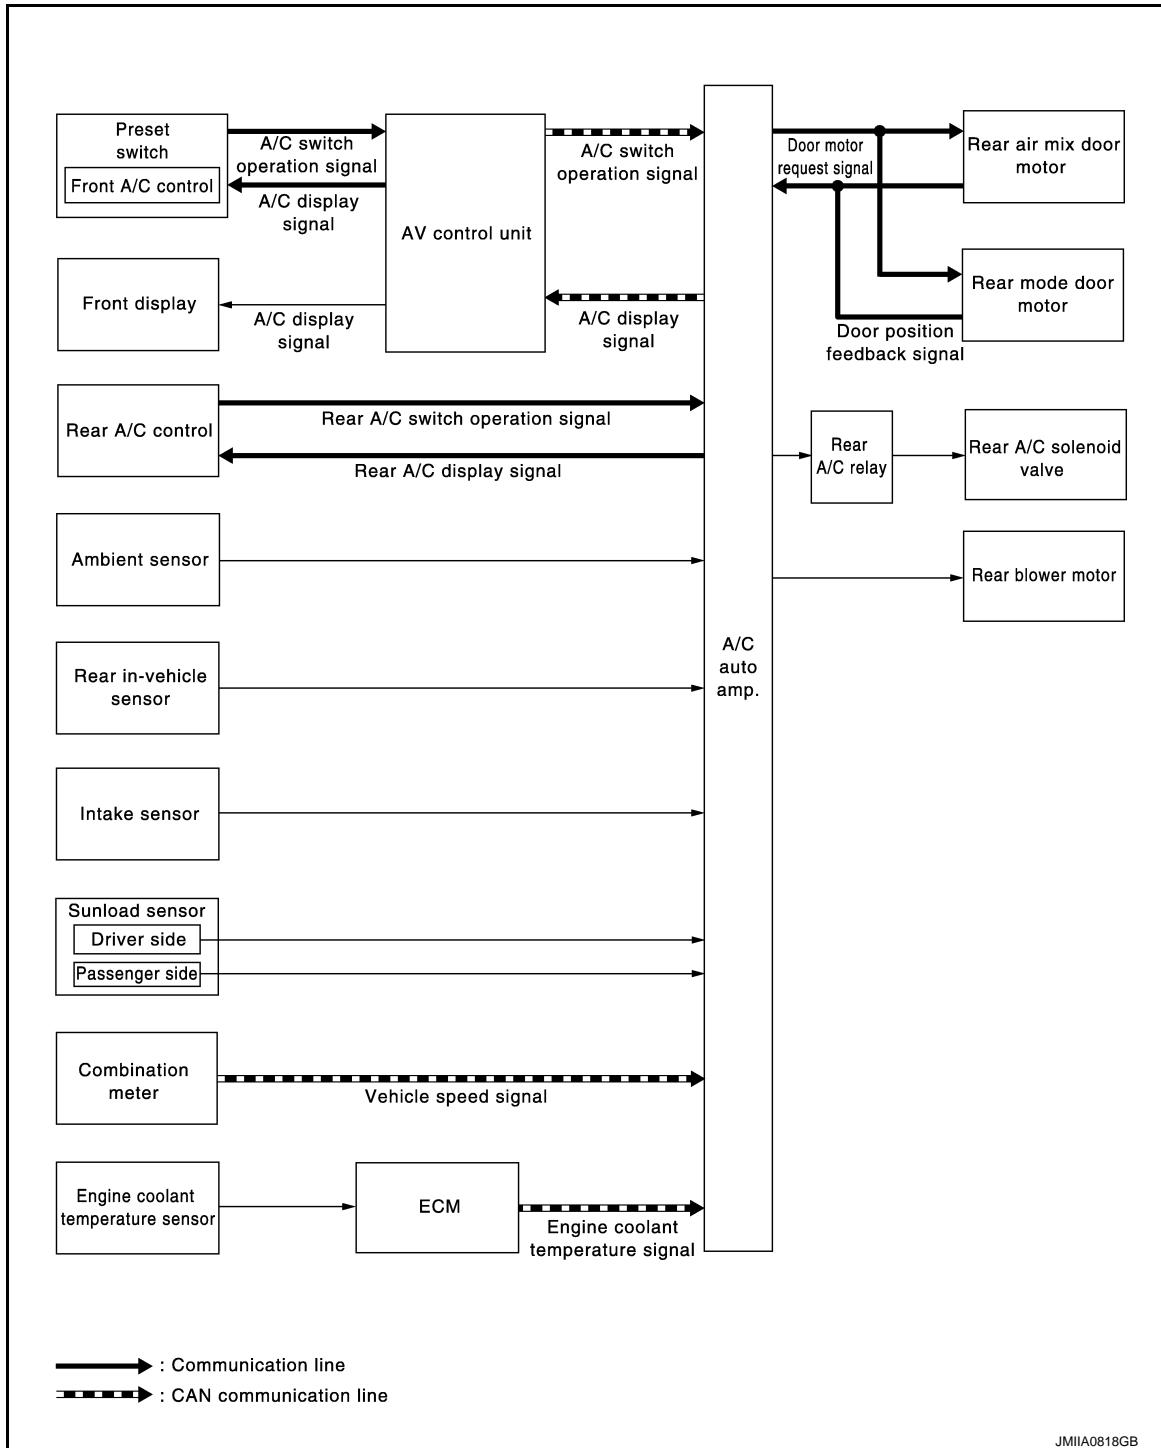 Preset
switch
Front A/C control
A/C switch
operation signal
A/C display
signal
AV control unit
A/C switch
operation signal
Door motor
request signal
Rear air mix door
motor
Front display
A/C display
signal
A/C display
signal
Rear mode door
motor
Door position
feedback signal
Rear A/C control
Rear A/C switch operation signal
Rear A/C display signal
Rear
A/C relay
Rear A/C solenoid
valve
Ambient sensor
Rear blower motor
A/C
auto
amp.
Rear in-vehicle
sensor
Intake sensor
Sunload sensor
Driver side
Passenger side
Combination
meter
Vehicle speed signal
Engine coolant
temperature sensor
ECM
Engine coolant
temperature signal
: Communication line
: CAN communication line
JMIIA0818GB